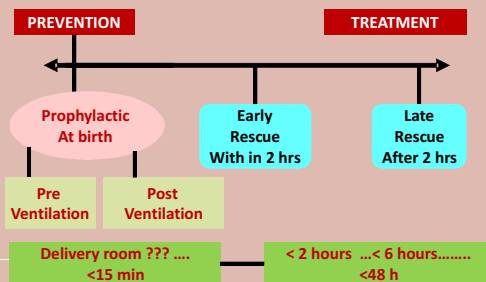 PREVENTION
TREATMENT
Prophylactic
At birth
Early
Rescue
With in 2 hrs
Late
Rescue
After 2 hrs
Pre
Ventilation
Post
Ventilation
Delivery room ??? ....
<15 min
< 2 hours ...< 6 hours........
<48 h